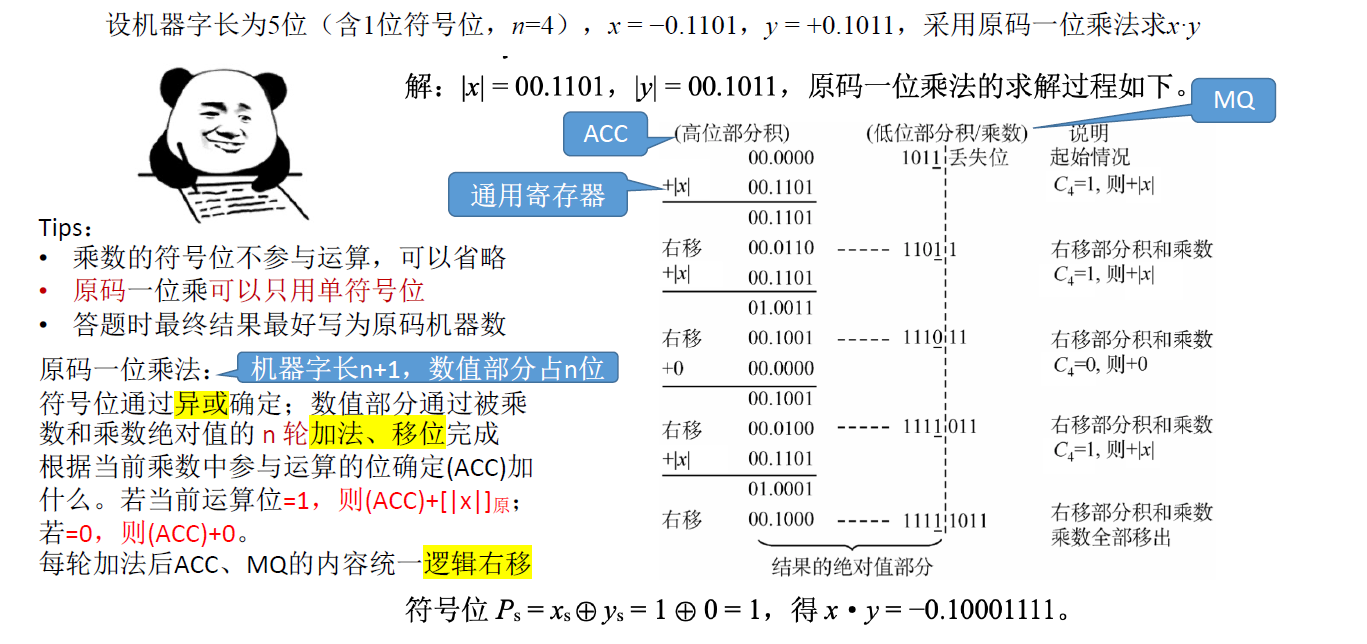 设机器字长为5位（含1位符号位，n=4），x = −0.1101，y = +0.1011，采用原码一位乘法求x·y
解：|x| = 00.1101，|y| = 00.1011，原码一位乘法的求解过程如下。
MQ
ACC
(高位部分积) (低位部分积/乘数) 说明
00.0000 1011 丢失位 起始情况
通用寄存器
+|x| 00.1101 C₄=1, 则+|x|
00.1101
右移 00.0110 ----- 1101 1 右移部分积和乘数
+|x| 00.1101 C₄=1, 则+|x|
01.0011
右移 00.1001 ----- 1110 11 右移部分积和乘数
+0 00.0000 C₄=0, 则+0
00.1001
右移 00.0100 ----- 1111 011 右移部分积和乘数
+|x| 00.1101 C₄=1, 则+|x|
01.0001
右移 00.1000 ----- 1111 1011 右移部分积和乘数
乘数全部移出
结果的绝对值部分
Tips：
• 乘数的符号位不参与运算，可以省略
• 原码一位乘可以只用单符号位
• 答题时最终结果最好写为原码机器数
原码一位乘法：
机器字长n+1，数值部分占n位
符号位通过异或确定；数值部分通过被乘
数和乘数绝对值的 n 轮加法、移位完成
根据当前乘数中参与运算的位确定(ACC)加
什么。若当前运算位=1，则(ACC)+[|x|]原；
若=0，则(ACC)+0。
每轮加法后ACC、MQ的内容统一逻辑右移
符号位 Pₛ = xₛ ⊕ yₛ = 1 ⊕ 0 = 1，得 x • y = −0.10001111。